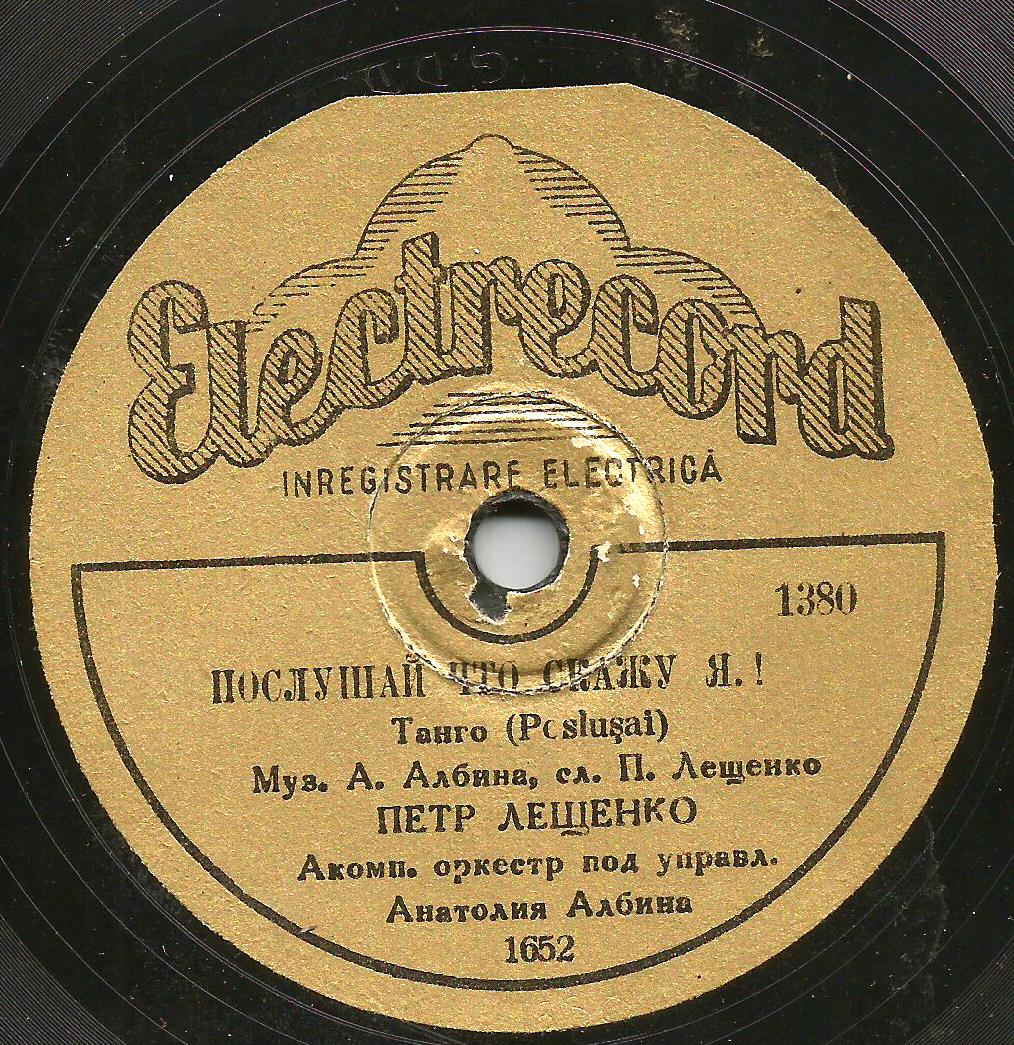 G.D.D.
Electrecord
INREGISTRARE ELECTRICĂ
1380
ПОСЛУШАЙ ЧТО СКАЖУ Я.!
Танго (Poslușai)
Муз. А. Албина, сл. П. Лещенко
ПЕТР ЛЕЩЕНКО
Акомп. оркестр под управл.
Анатолия Албина
1652